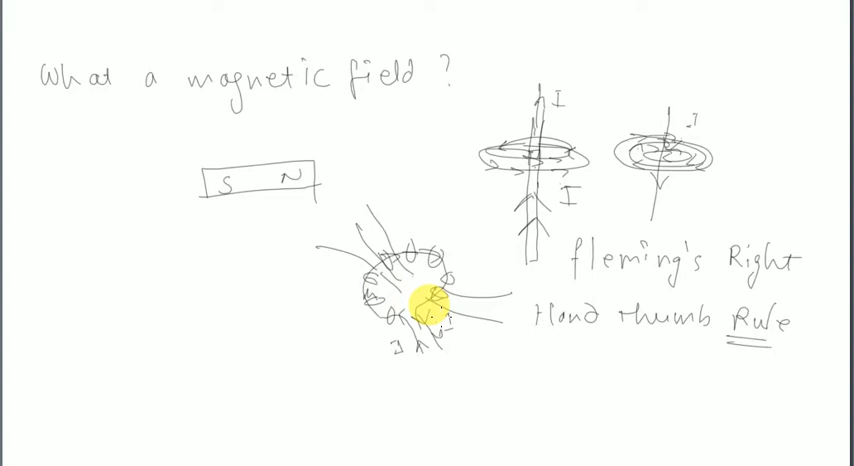 What a magnetic field ?
I
I
S N
I
fleming's Right
Hand thumb Rule
I